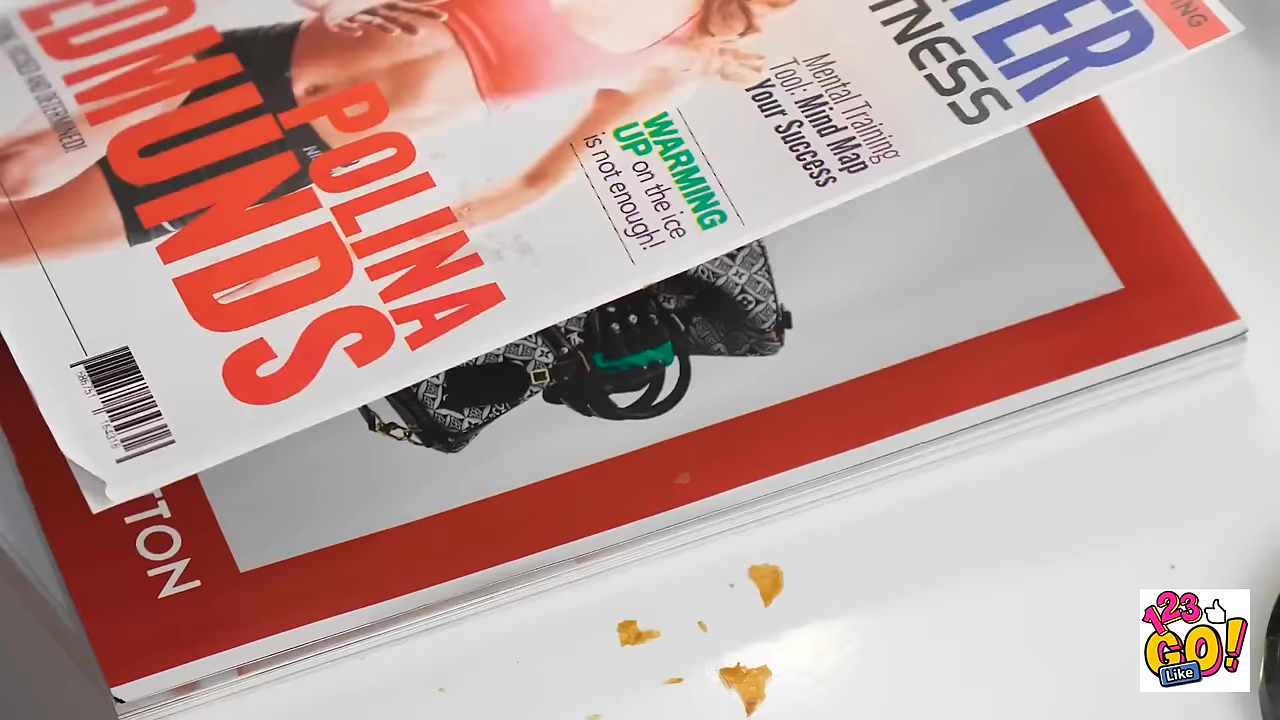 POLINA
EDMUNDS
WARMING
UP on the ice
is not enough!
Mental Training
Tool: Mind Map
Your Success
TTON
123
GO!
Like